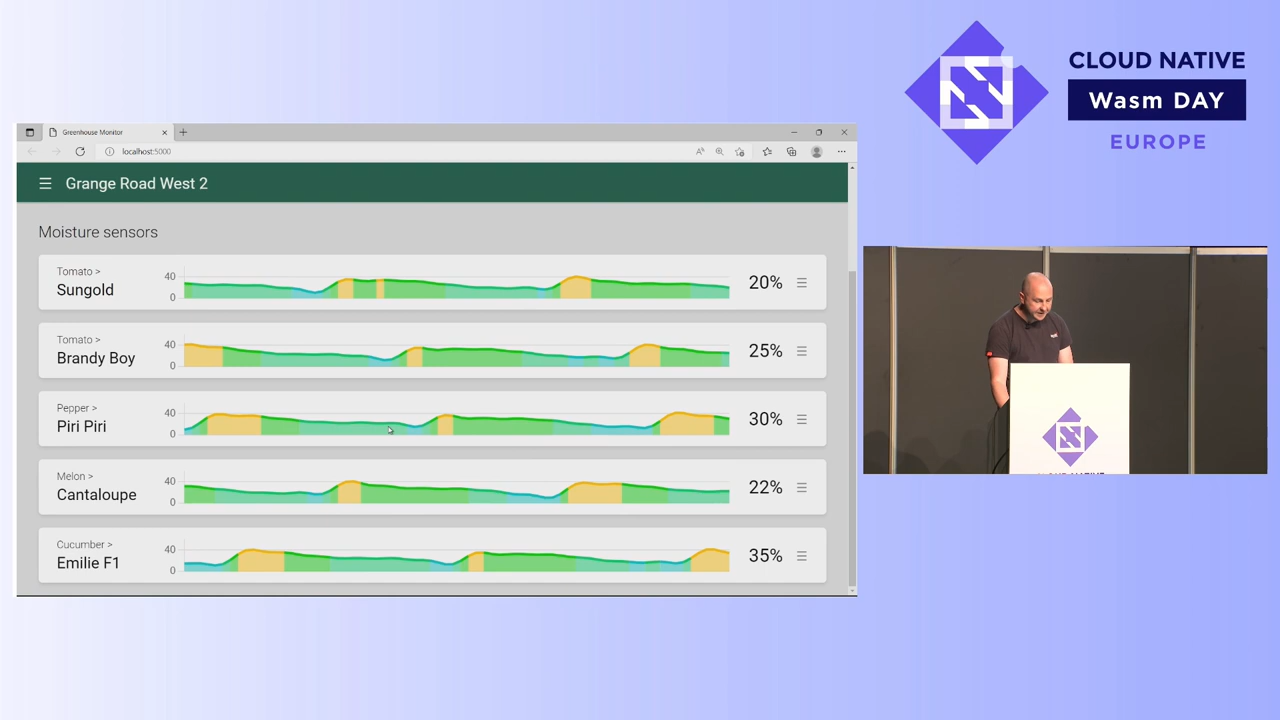 CLOUD NATIVE
Wasm DAY
EUROPE
Greenhouse Monitor
localhost:5000
Grange Road West 2
Moisture sensors
Tomato >
Sungold
40
0
20%
Tomato >
Brandy Boy
40
0
25%
Pepper >
Piri Piri
40
0
30%
Melon >
Cantaloupe
40
0
22%
Cucumber >
Emilie F1
40
0
35%